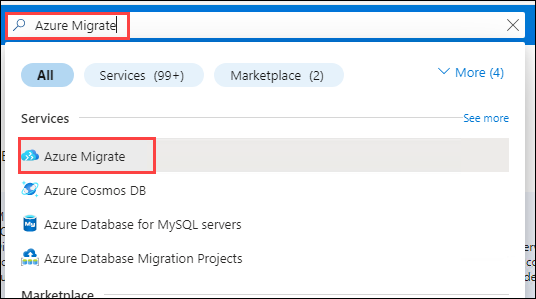 Azure Migrate
All
Services (99+)
Marketplace (2)
More (4)
Services
See more
Azure Migrate
Azure Cosmos DB
Azure Database for MySQL servers
Azure Database Migration Projects
Marketplace